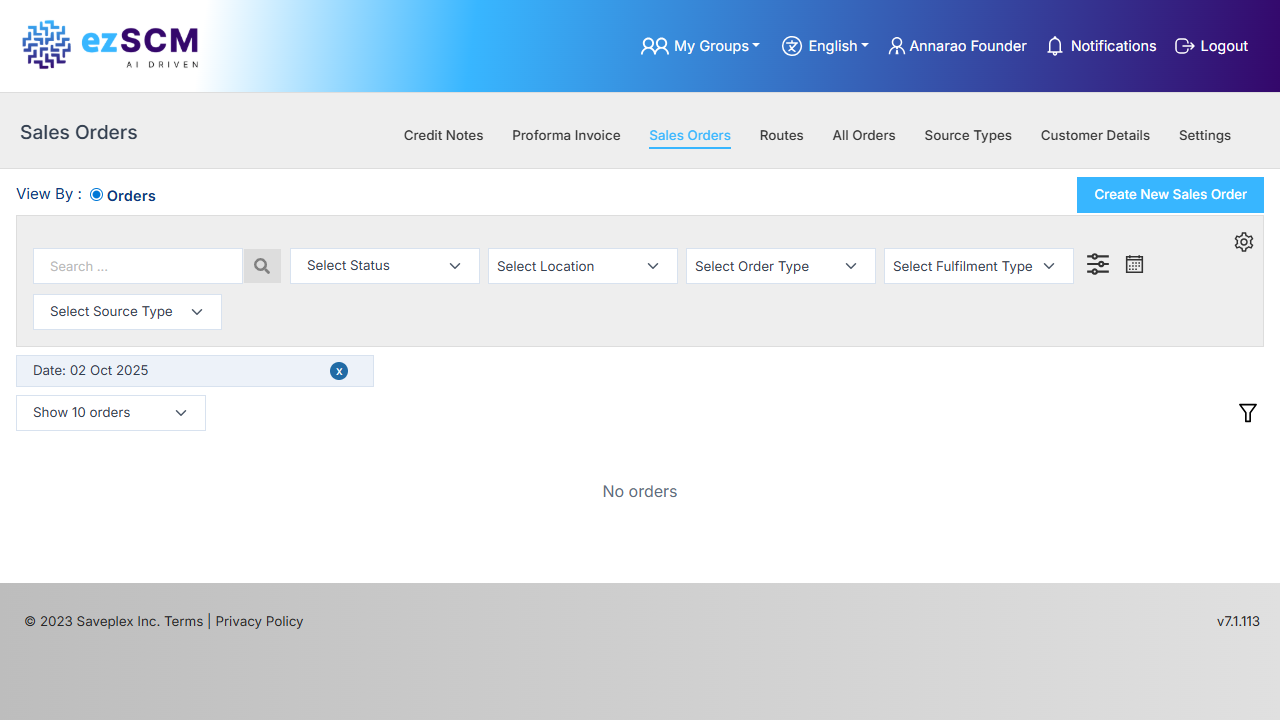 ezSCM
AI DRIVEN
My Groups
English
Annarao Founder
Notifications
Logout
Sales Orders
Credit Notes
Proforma Invoice
Sales Orders
Routes
All Orders
Source Types
Customer Details
Settings
View By :
Orders
Create New Sales Order
Search ...
Select Status
Select Location
Select Order Type
Select Fulfilment Type
Select Source Type
Date: 02 Oct 2025
x
Show 10 orders
No orders
© 2023 Saveplex Inc. Terms | Privacy Policy
v7.1.113